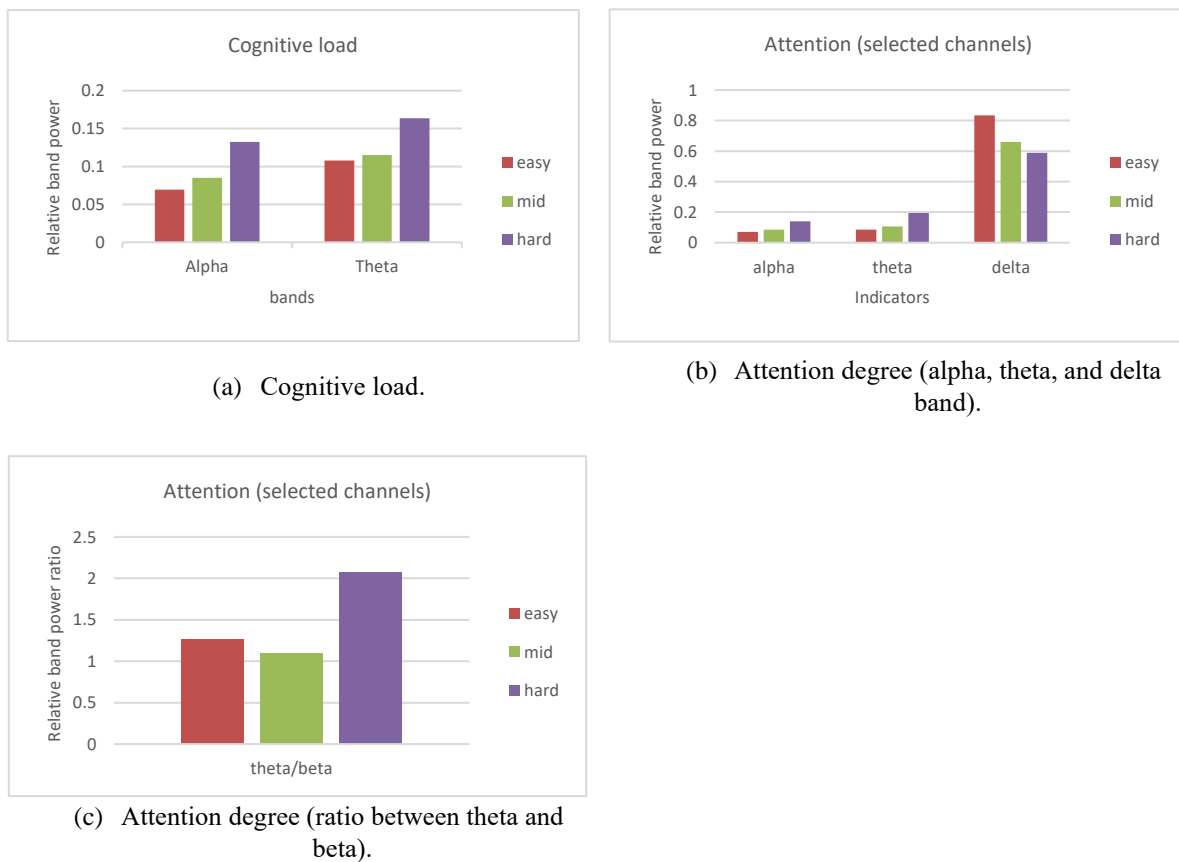 Cognitive load
Relative band power
0.2
0.15
0.1
0.05
0
Alpha
Theta
bands
easy
mid
hard
(a) Cognitive load.
Attention (selected channels)
Relative band power
1
0.8
0.6
0.4
0.2
0
alpha
theta
delta
Indicators
easy
mid
hard
(b) Attention degree (alpha, theta, and delta
band).
Attention (selected channels)
Relative band power ratio
2.5
2
1.5
1
0.5
0
theta/beta
easy
mid
hard
(c) Attention degree (ratio between theta and
beta).